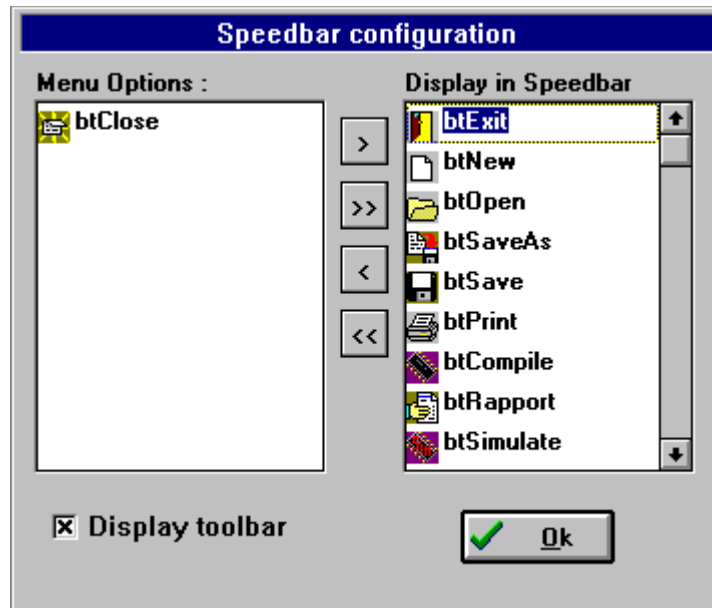 Speedbar configuration
Menu Options :
btClose
>
>>
<
<<
Display in Speedbar
btExit
btNew
btOpen
btSaveAs
btSave
btPrint
btCompile
btRapport
btSimulate
Display toolbar
Ok